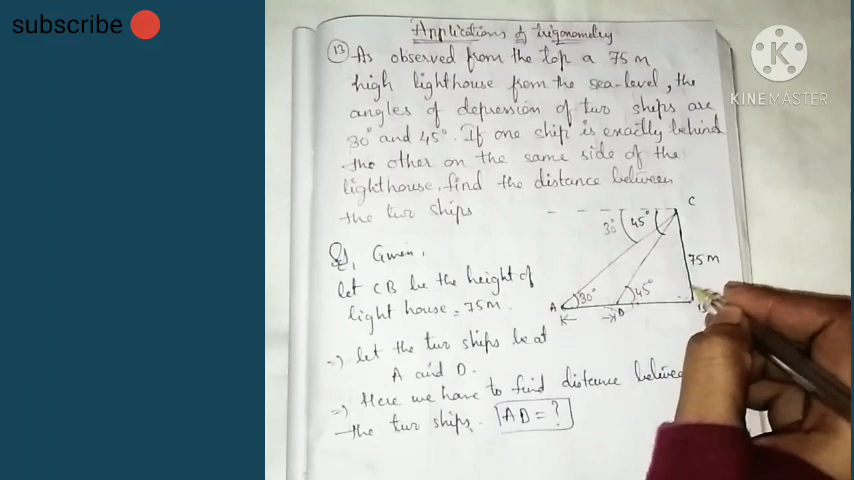 subscribe
KINEMASTER
Applications of trigonometry
13 As observed from the top a 75 m
high lighthouse from the sea-level, the
angles of depression of two ships are
30° and 45°. If one ship is exactly behind
the other on the same side of the
lighthouse, find the distance between
the two ships
C
30° 45°
75 M
A 30° D 45°
Given,
let CB be the height of
light house = 75 M.
=> let the two ships be at
A and D.
=> Here we have to find distance
the two ships. AD = ?